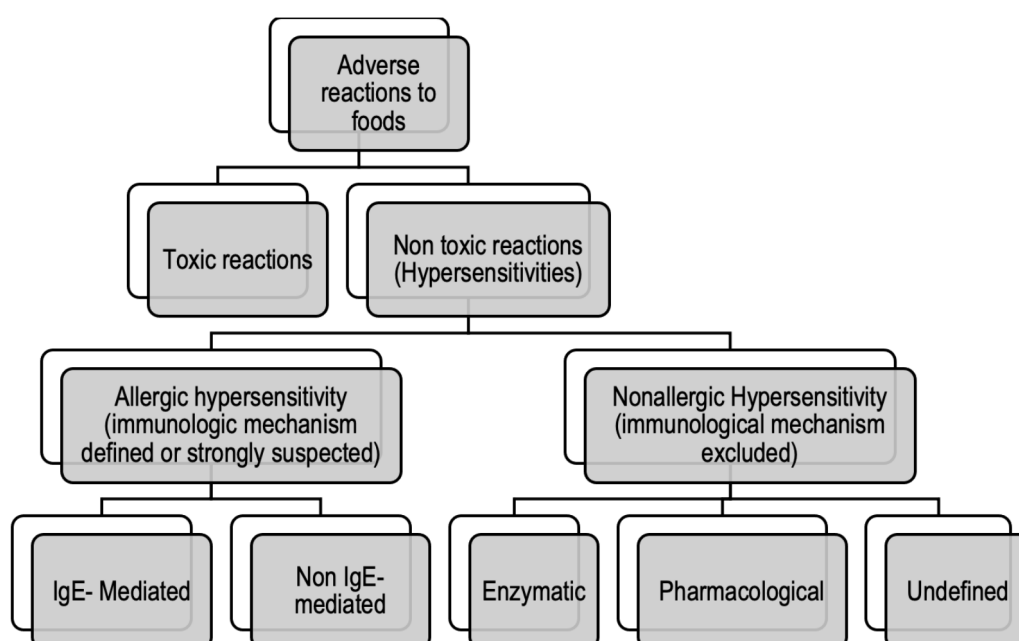 Adverse
reactions to
foods
Toxic reactions
Non toxic reactions
(Hypersensitivities)
Allergic hypersensitivity
(immunologic mechanism
defined or strongly suspected)
Nonallergic Hypersensitivity
(immunological mechanism
excluded)
IgE- Mediated
Non IgE-
mediated
Enzymatic
Pharmacological
Undefined